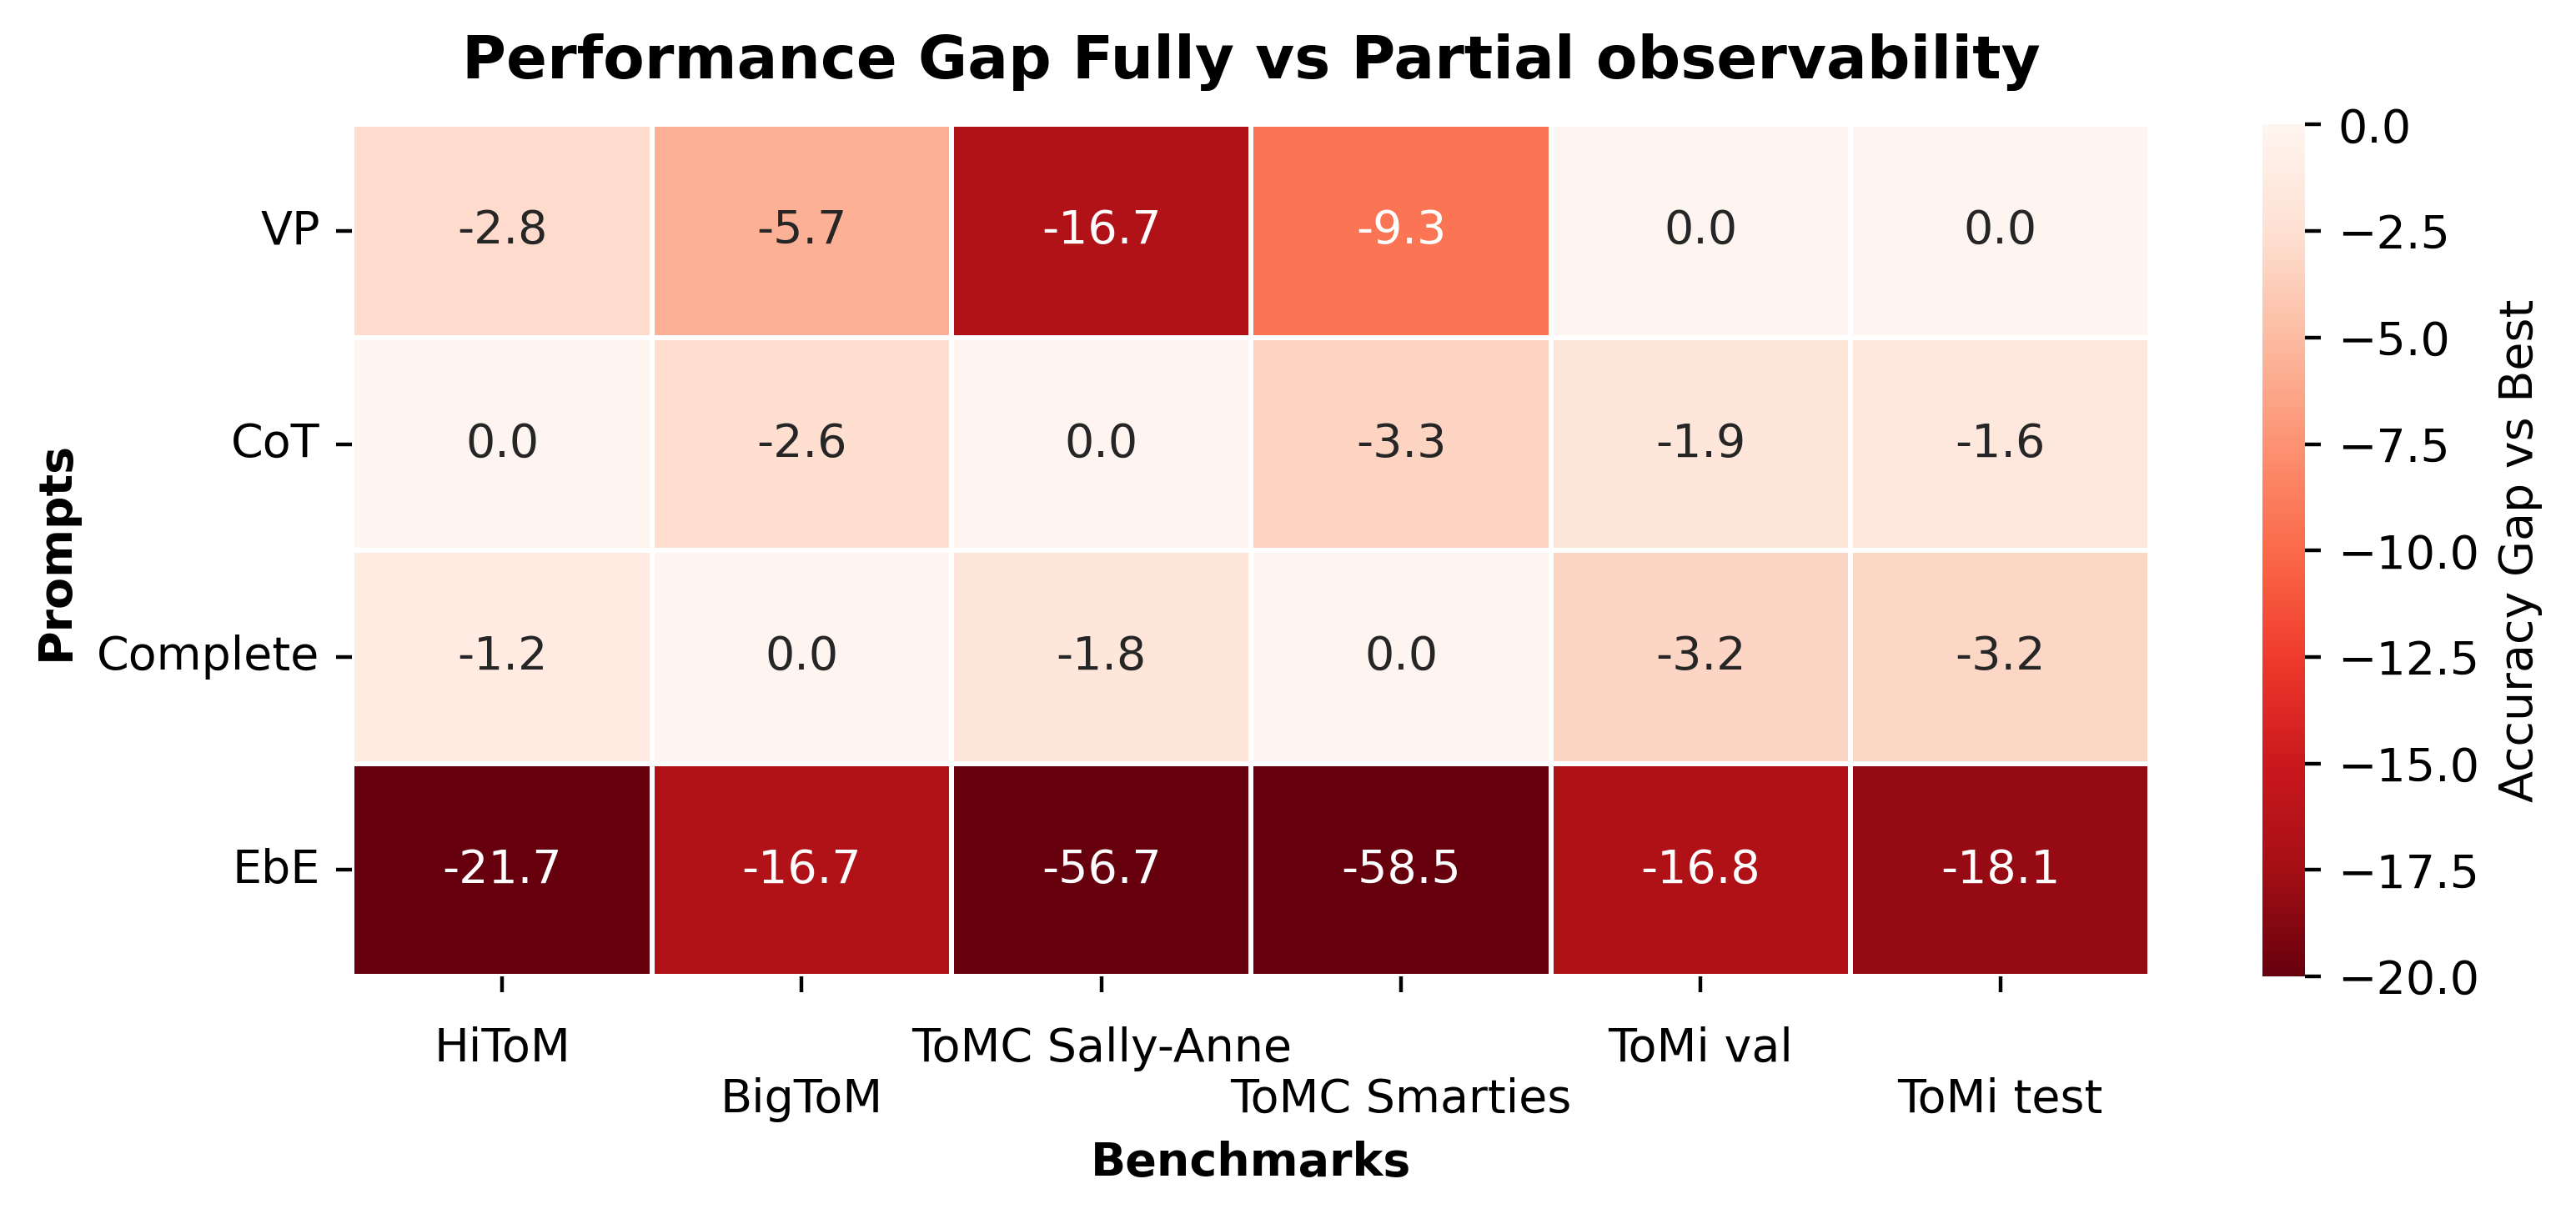 Performance Gap Fully vs Partial observability
VP -2.8 -5.7 -16.7 -9.3 0.0 0.0
CoT 0.0 -2.6 0.0 -3.3 -1.9 -1.6
Complete -1.2 0.0 -1.8 0.0 -3.2 -3.2
EbE -21.7 -16.7 -56.7 -58.5 -16.8 -18.1
Prompts
HiToM ToMC Sally-Anne ToMi val
BigToM ToMC Smarties ToMi test
Benchmarks
0.0
−2.5
−5.0
−7.5
−10.0
−12.5
−15.0
−17.5
−20.0
Accuracy Gap vs Best